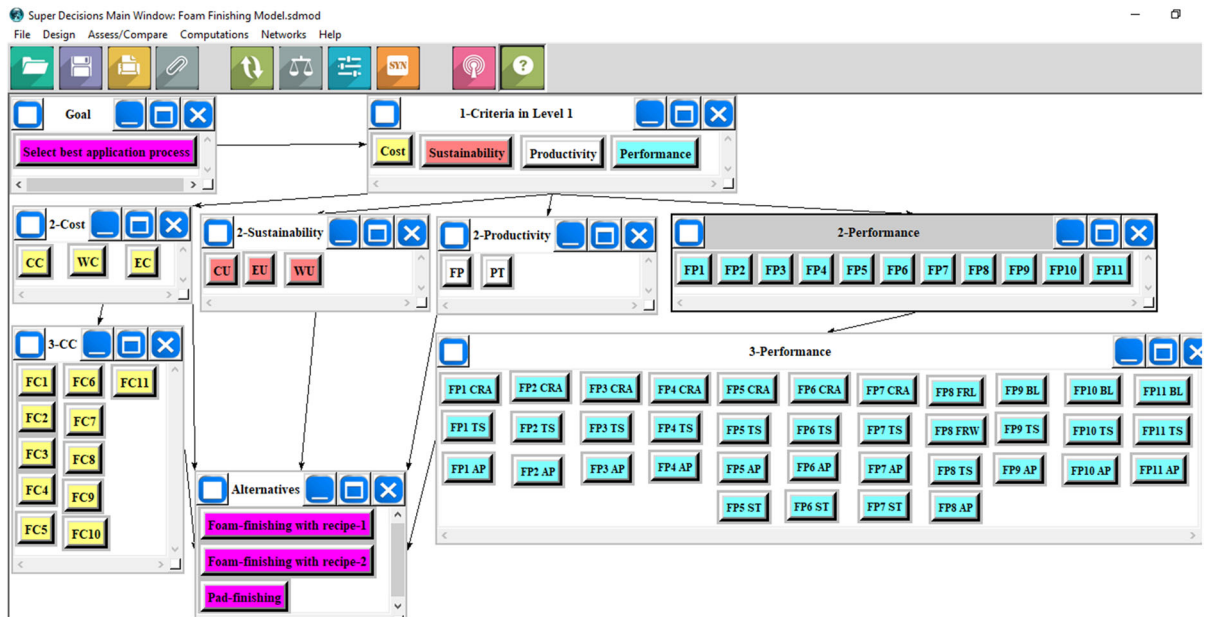 Super Decisions Main Window: Foam Finishing Model.sdmod
File Design Assess/Compare Computations Networks Help
SYN
Goal
Select best application process
1-Criteria in Level 1
Cost Sustainability Productivity Performance
2-Cost
CC WC EC
2-Sustainability
CU EU WU
2-Productivity
FP PT
2-Performance
FP1 FP2 FP3 FP4 FP5 FP6 FP7 FP8 FP9 FP10 FP11
3-CC
FC1 FC6 FC11
FC2 FC7
FC3 FC8
FC4 FC9
FC5 FC10
3-Performance
FP1 CRA FP2 CRA FP3 CRA FP4 CRA FP5 CRA FP6 CRA FP7 CRA FP8 FRL FP9 BL FP10 BL FP11 BL
FP1 TS FP2 TS FP3 TS FP4 TS FP5 TS FP6 TS FP7 TS FP8 FRW FP9 TS FP10 TS FP11 TS
FP1 AP FP2 AP FP3 AP FP4 AP FP5 AP FP6 AP FP7 AP FP8 TS FP9 AP FP10 AP FP11 AP
FP5 ST FP6 ST FP7 ST FP8 AP
Alternatives
Foam-finishing with recipe-1
Foam-finishing with recipe-2
Pad-finishing